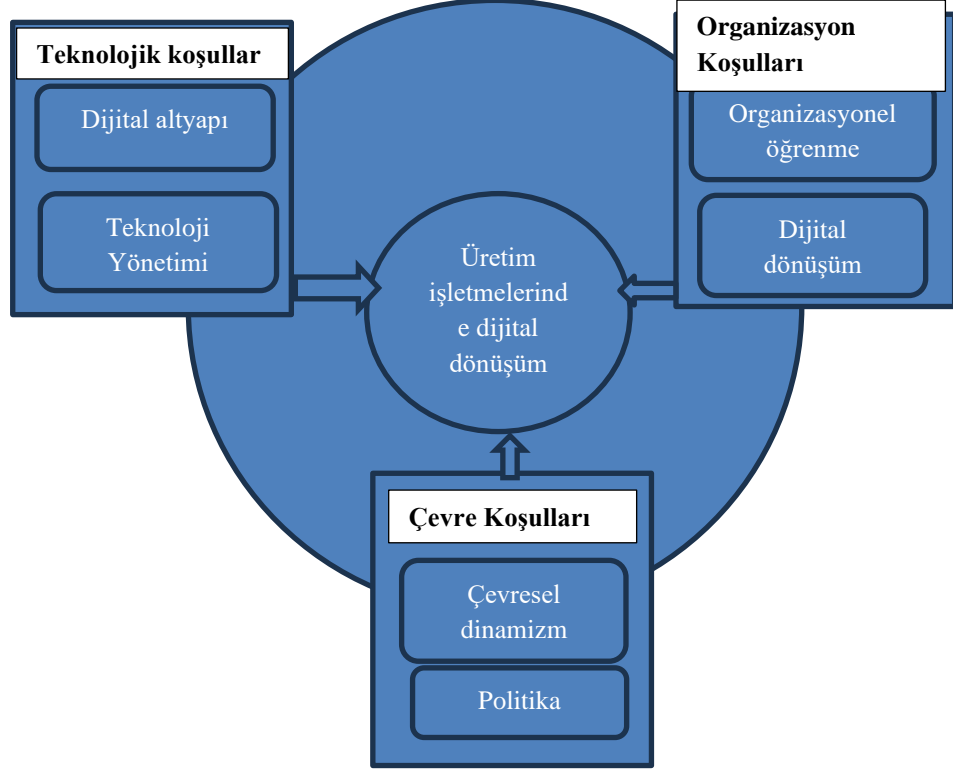 Teknolojik koşullar
Dijital altyapı
Teknoloji
Yönetimi
Organizasyon
Koşulları
Organizasyonel
öğrenme
Dijital
dönüşüm
Üretim
işletmelerind
e dijital
dönüşüm
Çevre Koşulları
Çevresel
dinamizm
Politika